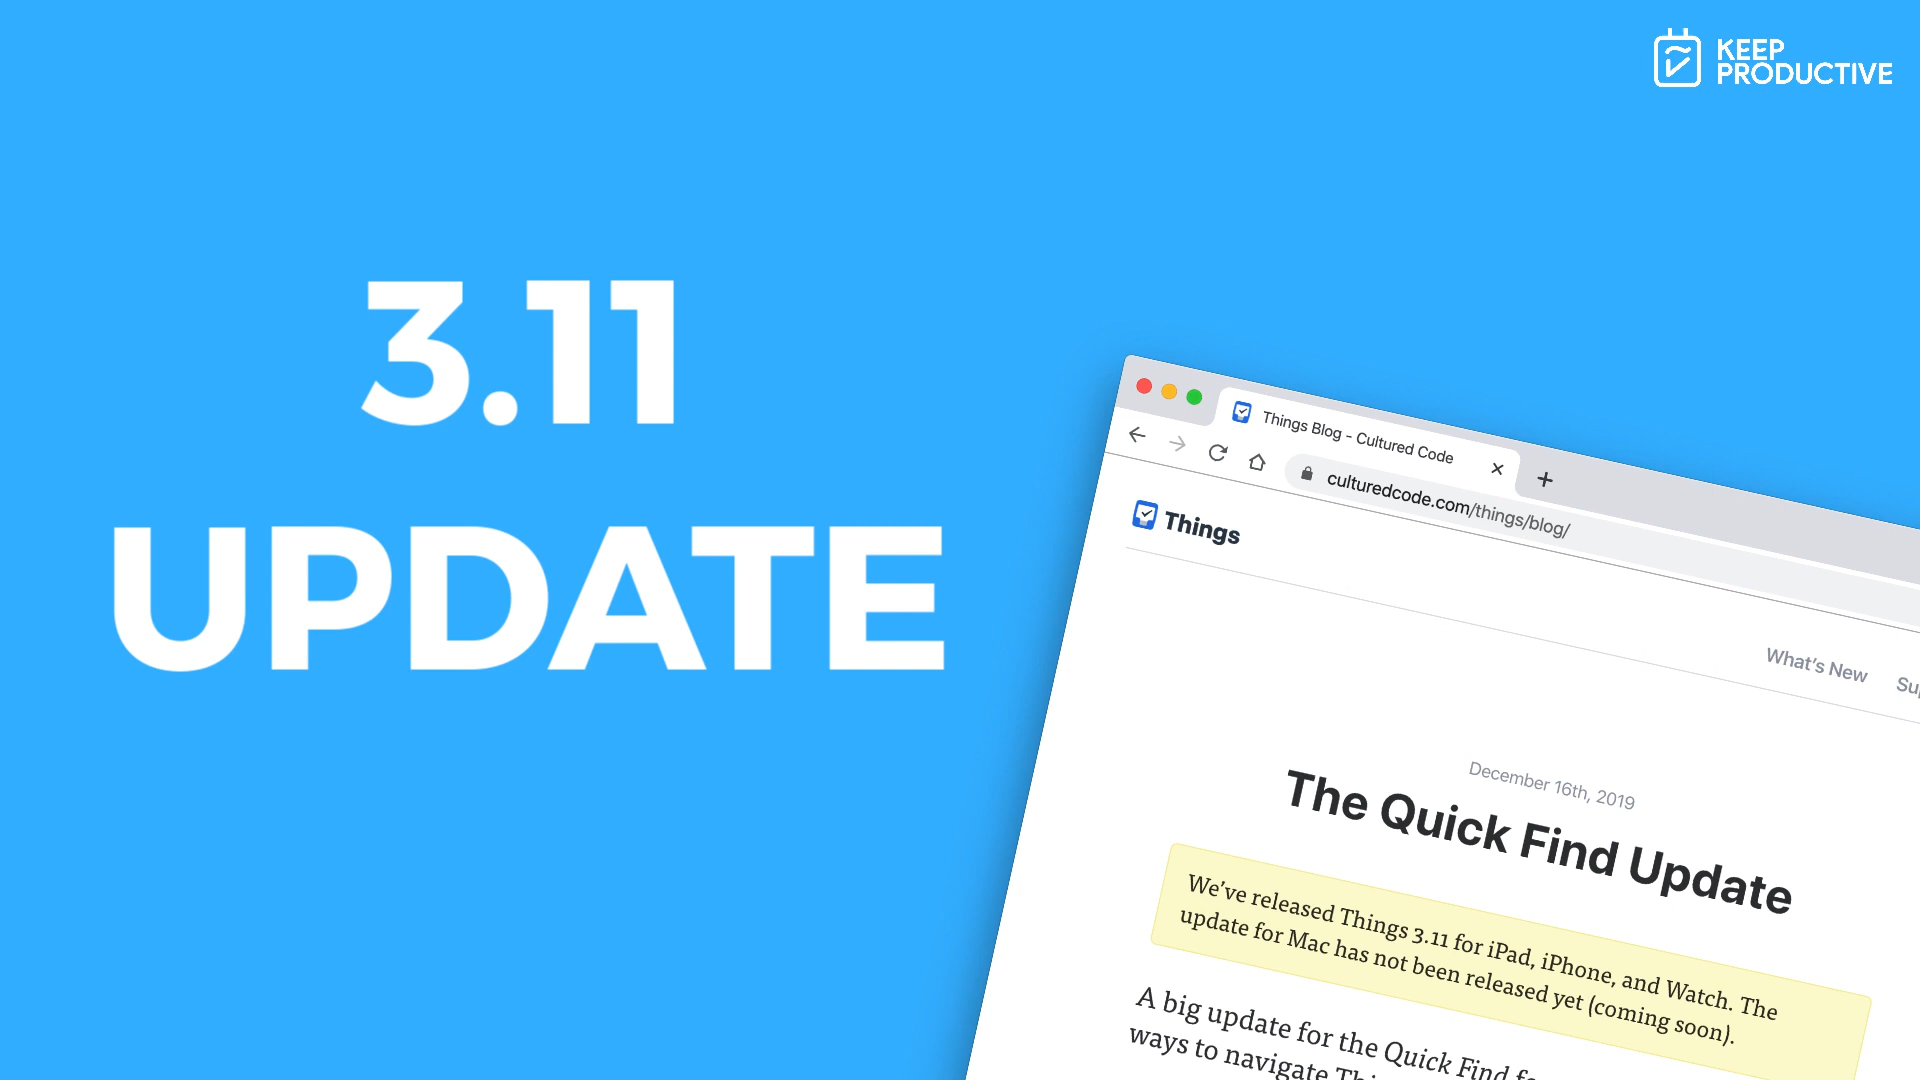 KEEP
PRODUCTIVE
3.11
UPDATE
Things Blog - Cultured Code
culturedcode.com/things/blog/
Things
What's New
December 16th, 2019
The Quick Find Update
We've released Things 3.11 for iPad, iPhone, and Watch. The
update for Mac has not been released yet (coming soon).
A big update for the Quick Find
ways to navigate